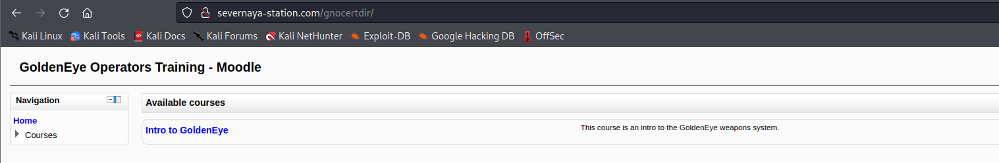 severnaya-station.com/gnocertdir/
Kali Linux Kali Tools Kali Docs Kali Forums Kali NetHunter Exploit-DB Google Hacking DB OffSec
GoldenEye Operators Training - Moodle
Navigation
Home
Courses
Available courses
Intro to GoldenEye
This course is an intro to the GoldenEye weapons system.